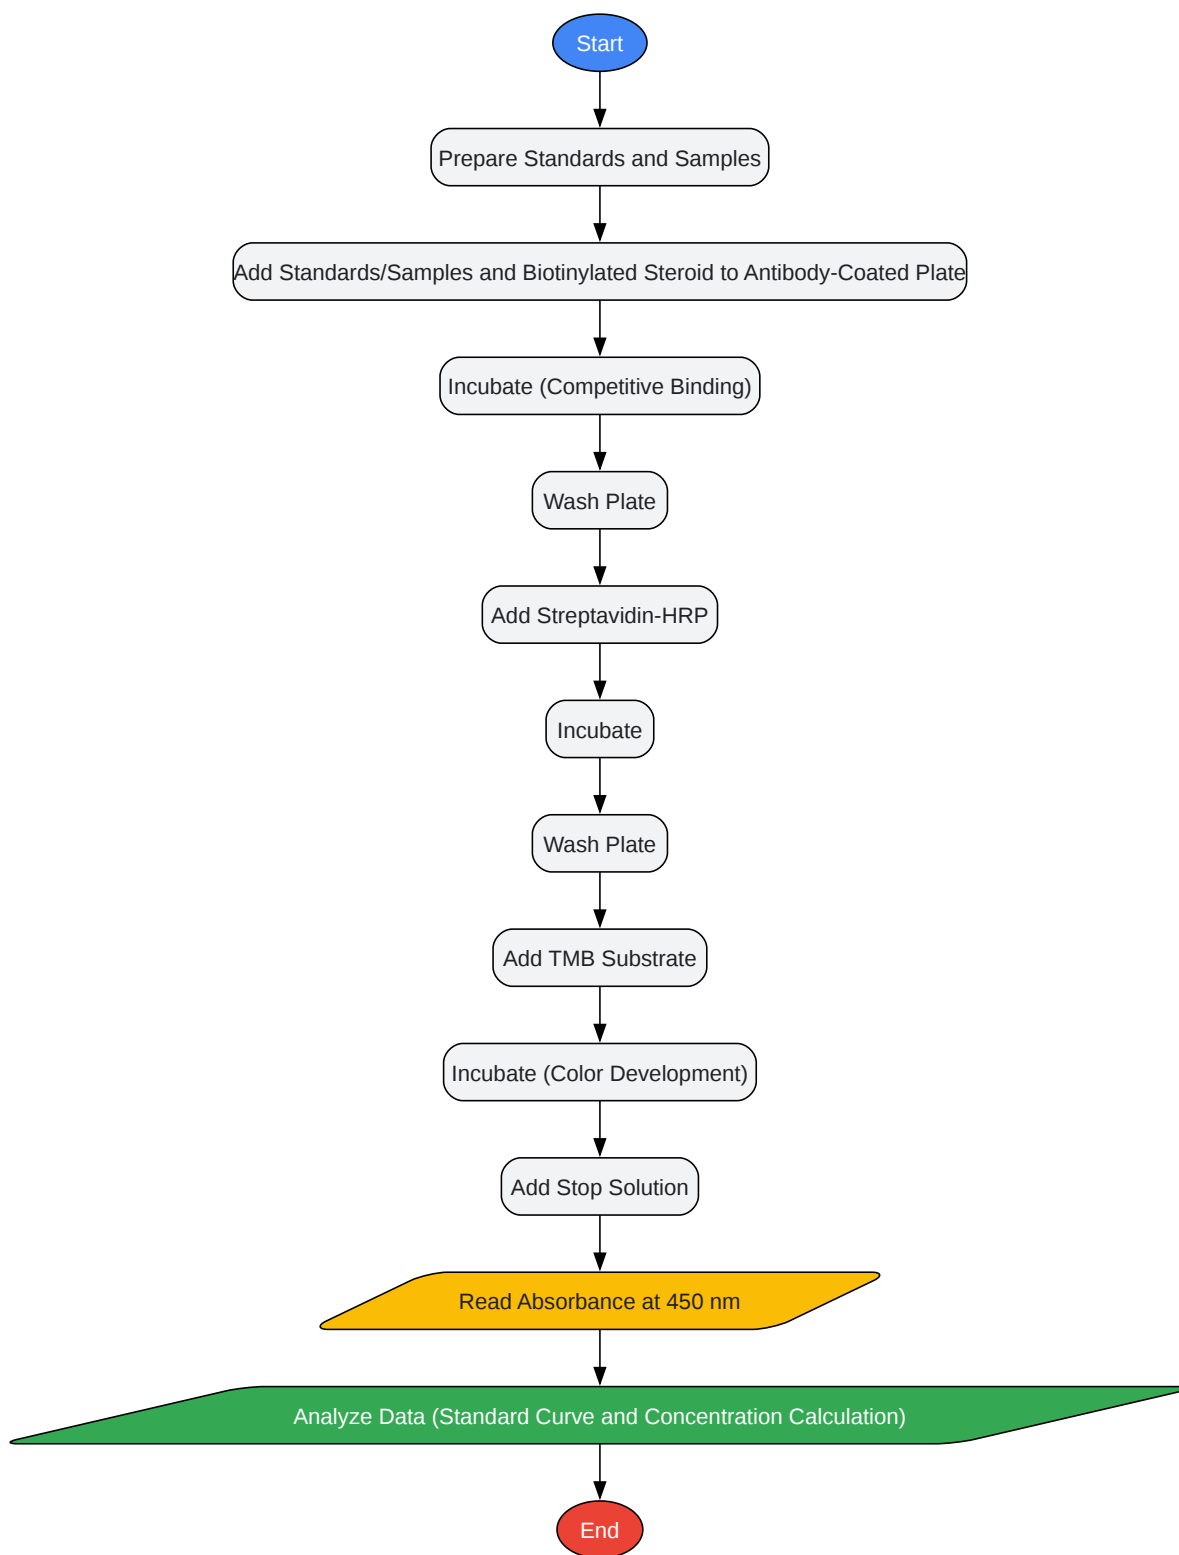 Start
Prepare Standards and Samples
Add Standards/Samples and Biotinylated Steroid to Antibody-Coated Plate
Incubate (Competitive Binding)
Wash Plate
Add Streptavidin-HRP
Incubate
Wash Plate
Add TMB Substrate
Incubate (Color Development)
Add Stop Solution
Read Absorbance at 450 nm
Analyze Data (Standard Curve and Concentration Calculation)
End